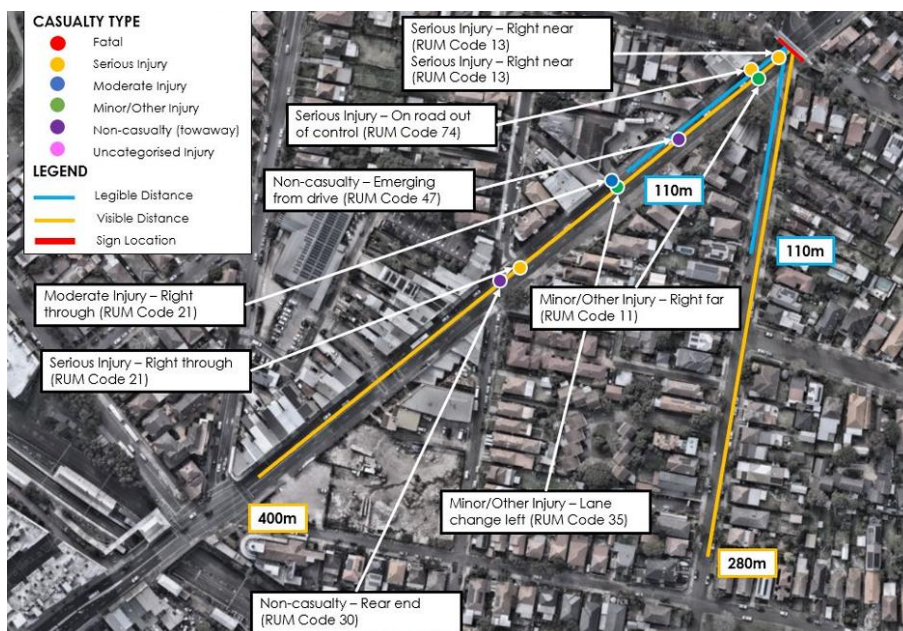 CASUALTY TYPE
Fatal
Serious Injury
Moderate Injury
Minor/Other Injury
Non-casualty (towaway)
Uncategorised Injury
LEGEND
Legible Distance
Visible Distance
Sign Location
Serious Injury – Right near
(RUM Code 13)
Serious Injury – Right near
(RUM Code 13)
Serious Injury – On road out
of control (RUM Code 74)
Non-casualty – Emerging
from drive (RUM Code 47)
110m
110m
Moderate Injury – Right
through (RUM Code 21)
Minor/Other Injury – Right far
(RUM Code 11)
Serious Injury – Right through
(RUM Code 21)
Minor/Other Injury – Lane
change left (RUM Code 35)
400m
280m
Non-casualty – Rear end
(RUM Code 30)